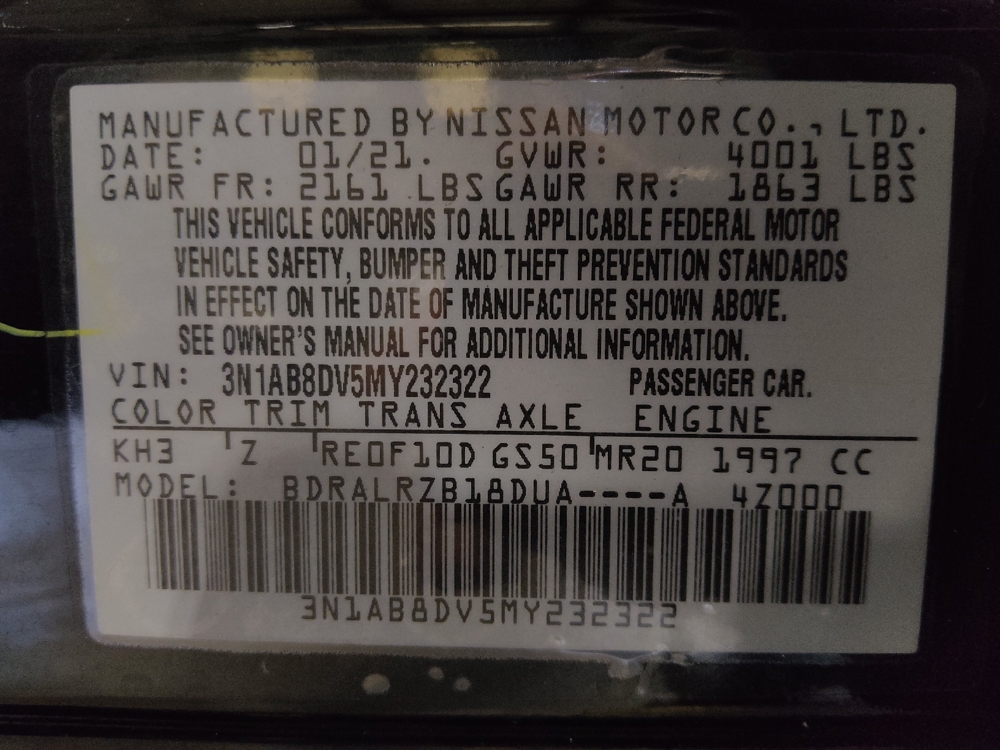 MANUFACTURED BY NISSAN MOTOR CO., LTD.
DATE: 01/21. GVWR: 4001 LBS
GAWR FR: 2161 LBS GAWR RR: 1863 LBS
THIS VEHICLE CONFORMS TO ALL APPLICABLE FEDERAL MOTOR
VEHICLE SAFETY, BUMPER AND THEFT PREVENTION STANDARDS
IN EFFECT ON THE DATE OF MANUFACTURE SHOWN ABOVE.
SEE OWNER'S MANUAL FOR ADDITIONAL INFORMATION.
VIN: 3N1AB8DV5MY232322 PASSENGER CAR.
COLOR TRIM TRANS AXLE ENGINE
KH3 Z RE0F10D GS50 MR20 1997 CC
MODEL: BDRALRZB18DUA----A 4Z000
3N1AB8DV5MY232322